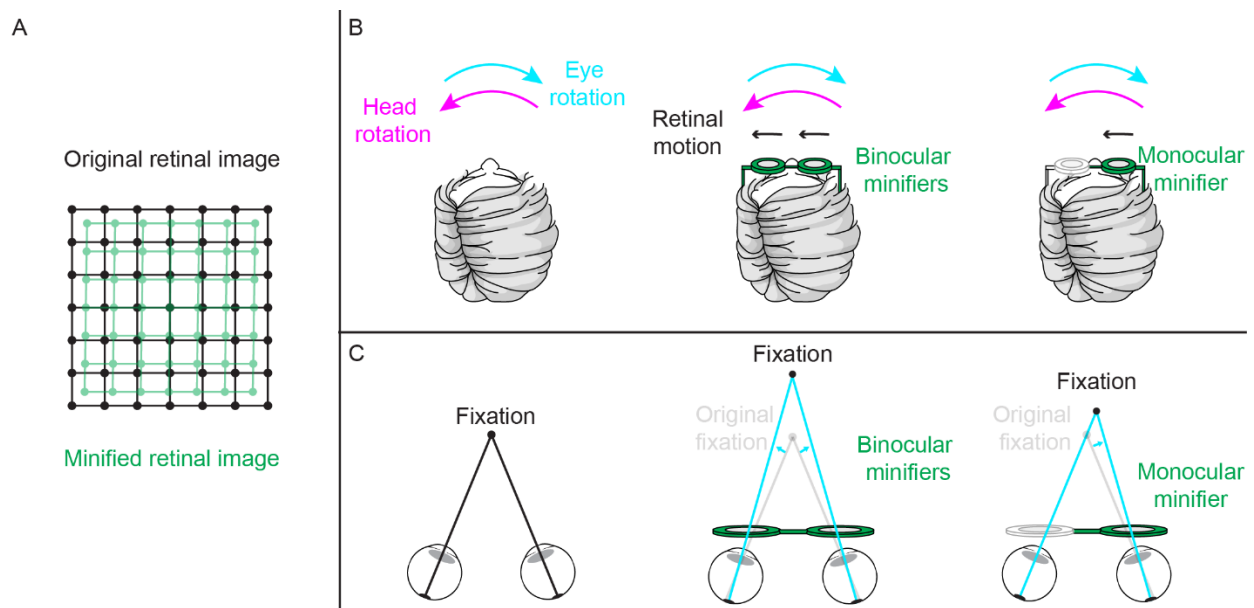 A
Original retinal image
Minified retinal image
B
Head
rotation
Eye
rotation
Retinal
motion
Binocular
minifiers
Monocular
minifier
C
Fixation
Fixation
Original
fixation
Binocular
minifiers
Fixation
Original
fixation
Monocular
minifier